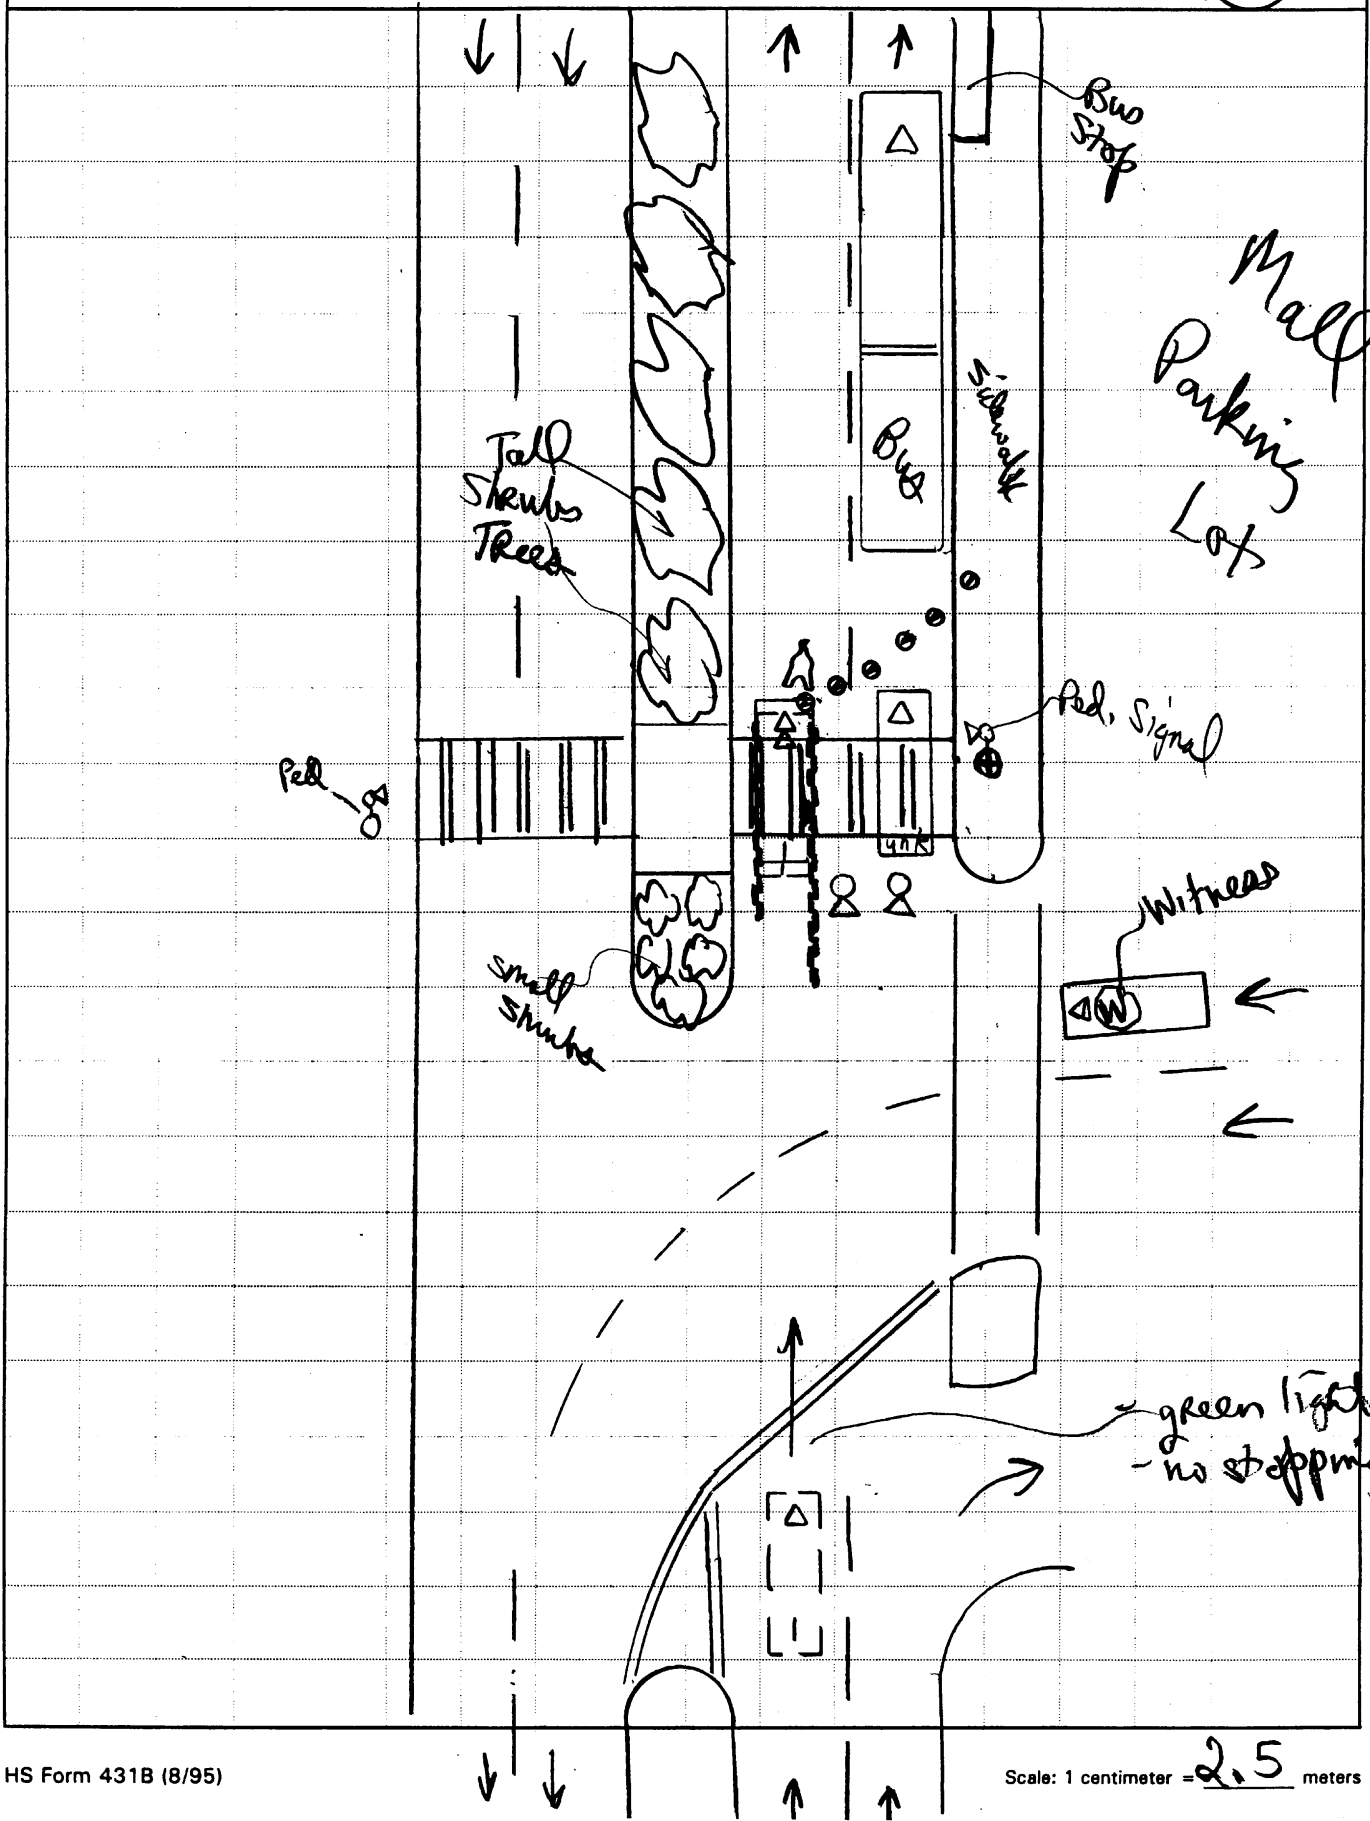 Bus
Stop
Mall
Parking
Lot
Sidewalk
Bus
Tall
Shrubs
Trees
Ped. Signal
Ped
unk
Witness
W
small
shrubs
- green light
- no stopping
HS Form 431B (8/95)
Scale: 1 centimeter = 2.5 meters